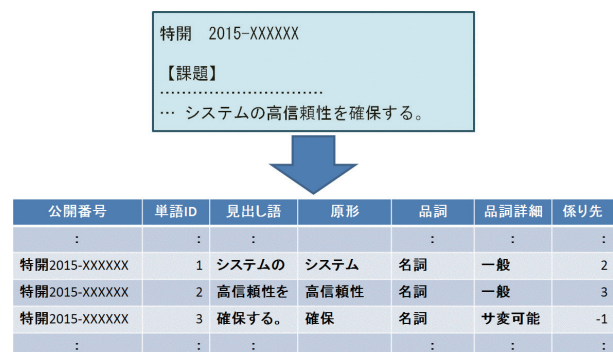 特開　2015-XXXXXX
【課題】
…………………………
… システムの高信頼性を確保する。
公開番号 単語ID 見出し語 原形 品詞 品詞詳細 係り先
: : : : : :
特開2015-XXXXXX 1 システムの システム 名詞 一般 2
特開2015-XXXXXX 2 高信頼性を 高信頼性 名詞 一般 3
特開2015-XXXXXX 3 確保する。 確保 名詞 サ変可能 -1
: : : : : :